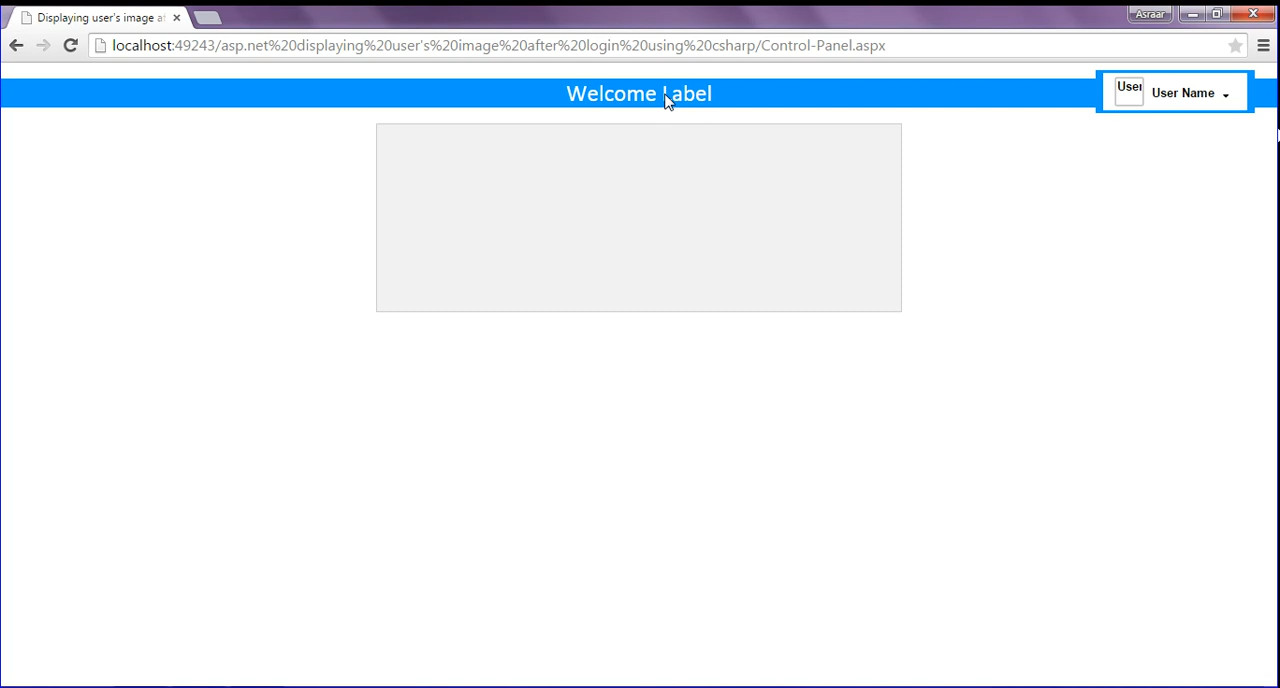 Displaying user's image a
Asraar
localhost:49243/asp.net%20displaying%20user's%20image%20after%20login%20using%20csharp/Control-Panel.aspx
Welcome Label
User
User Name